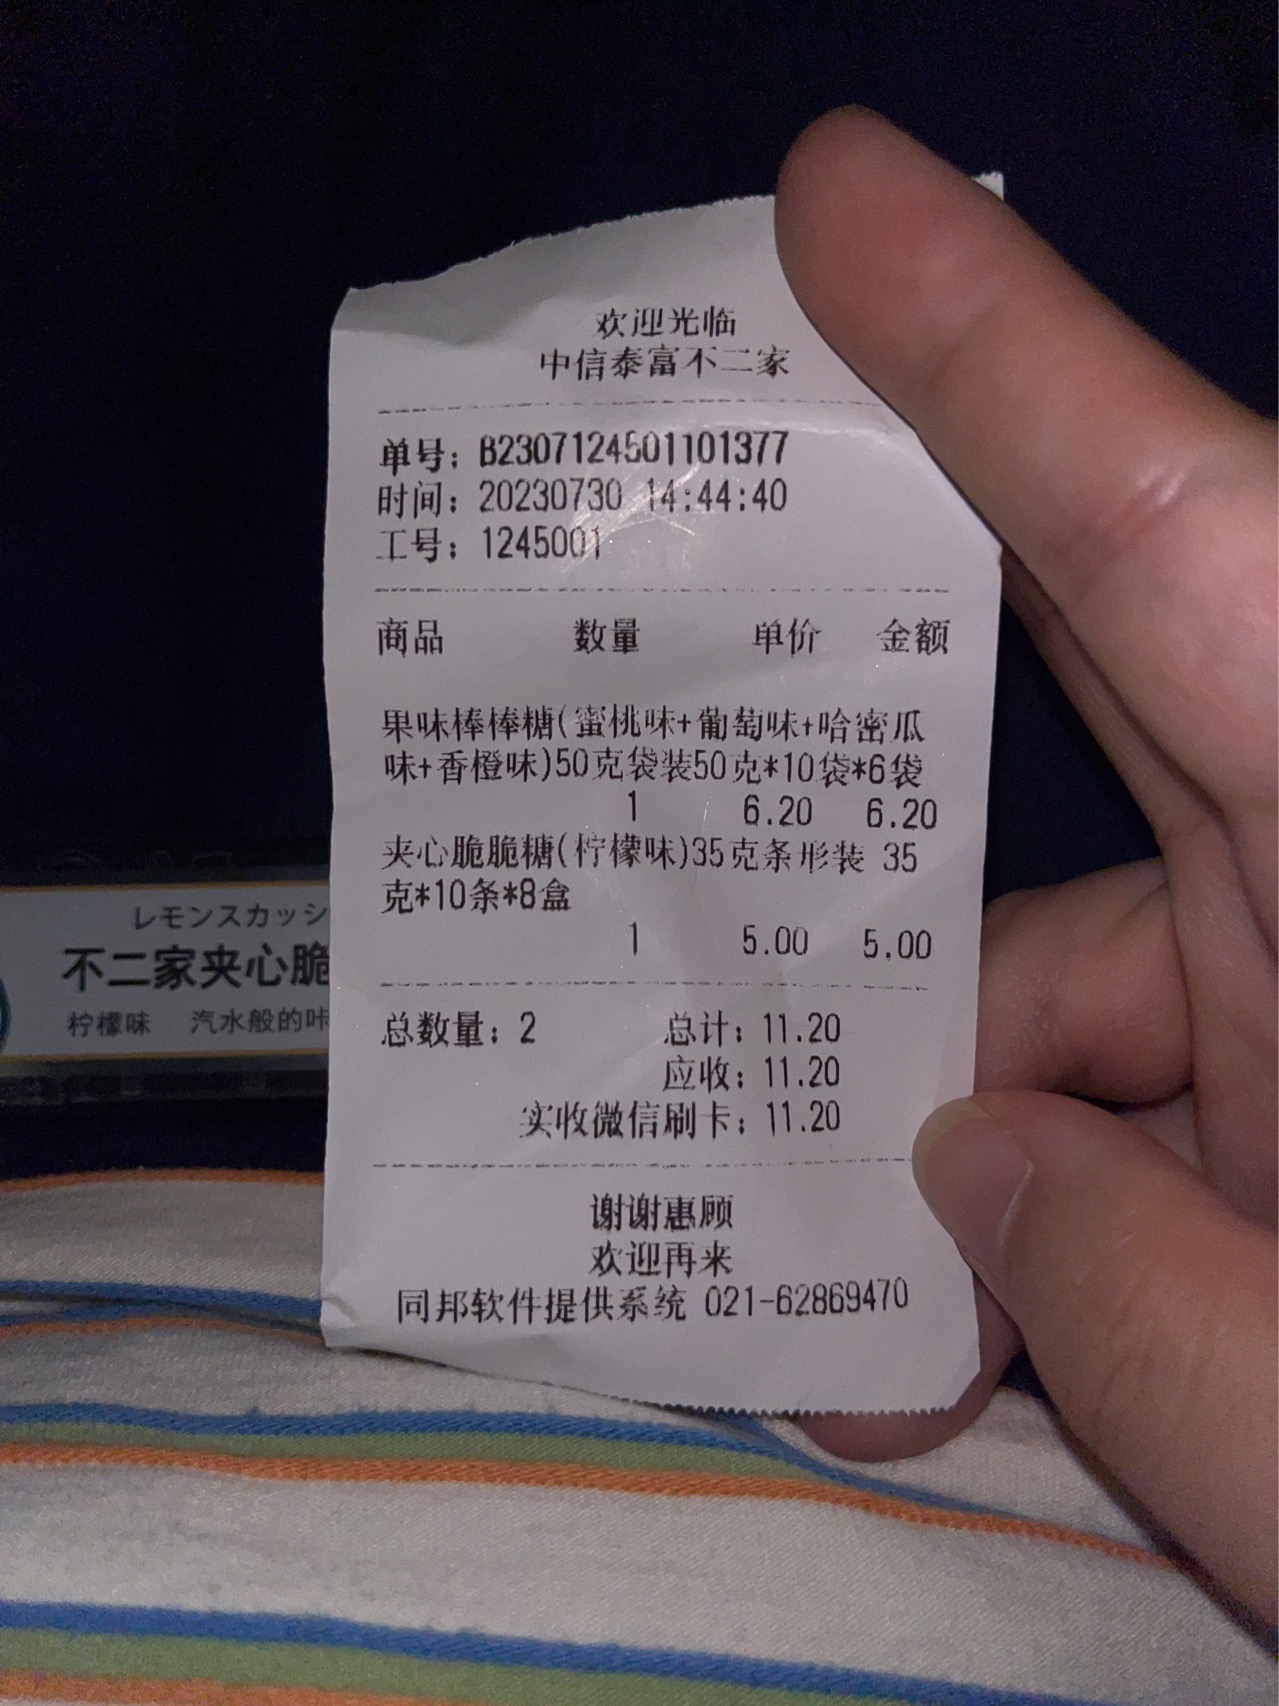 欢迎光临
中信泰富不二家
单号：B2307124501101377
时间：20230730 14:44:40
工号：1245001
商品 数量 单价 金额
果味棒棒糖(蜜桃味+葡萄味+哈密瓜
味+香橙味)50克袋装50克*10袋*6袋
1 6.20 6.20
夹心脆脆糖(柠檬味)35克条形装 35
克*10条*8盒
1 5.00 5.00
总数量：2 总计：11.20
应收：11.20
实收微信刷卡：11.20
谢谢惠顾
欢迎再来
同邦软件提供系统 021-62869470
レモンスカッシ
不二家夹心脆
柠檬味 汽水般的咔